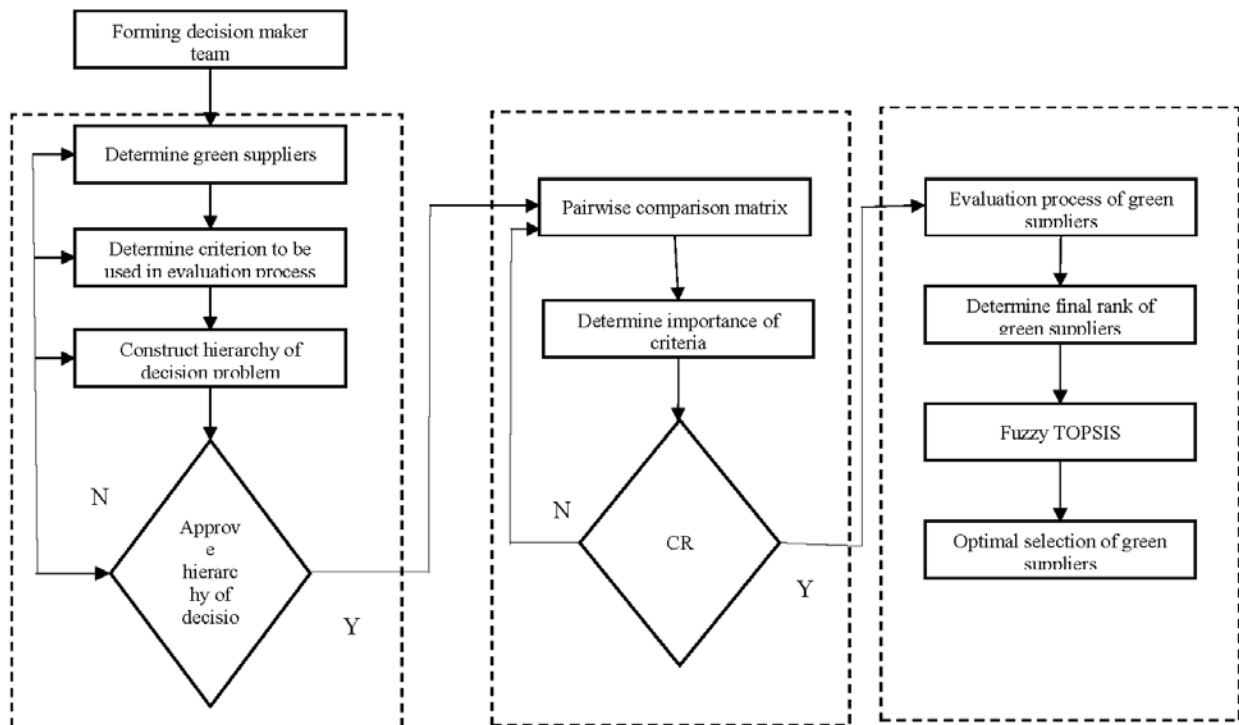 Forming decision maker
team
Determine green suppliers
Determine criterion to be
used in evaluation process
Construct hierarchy of
decision problem
N
Approv
e
hierarc
hy of
decisio
Y
Pairwise comparison matrix
Determine importance of
criteria
N
CR
Y
Evaluation process of green
suppliers
Determine final rank of
green suppliers
Fuzzy TOPSIS
Optimal selection of green
suppliers